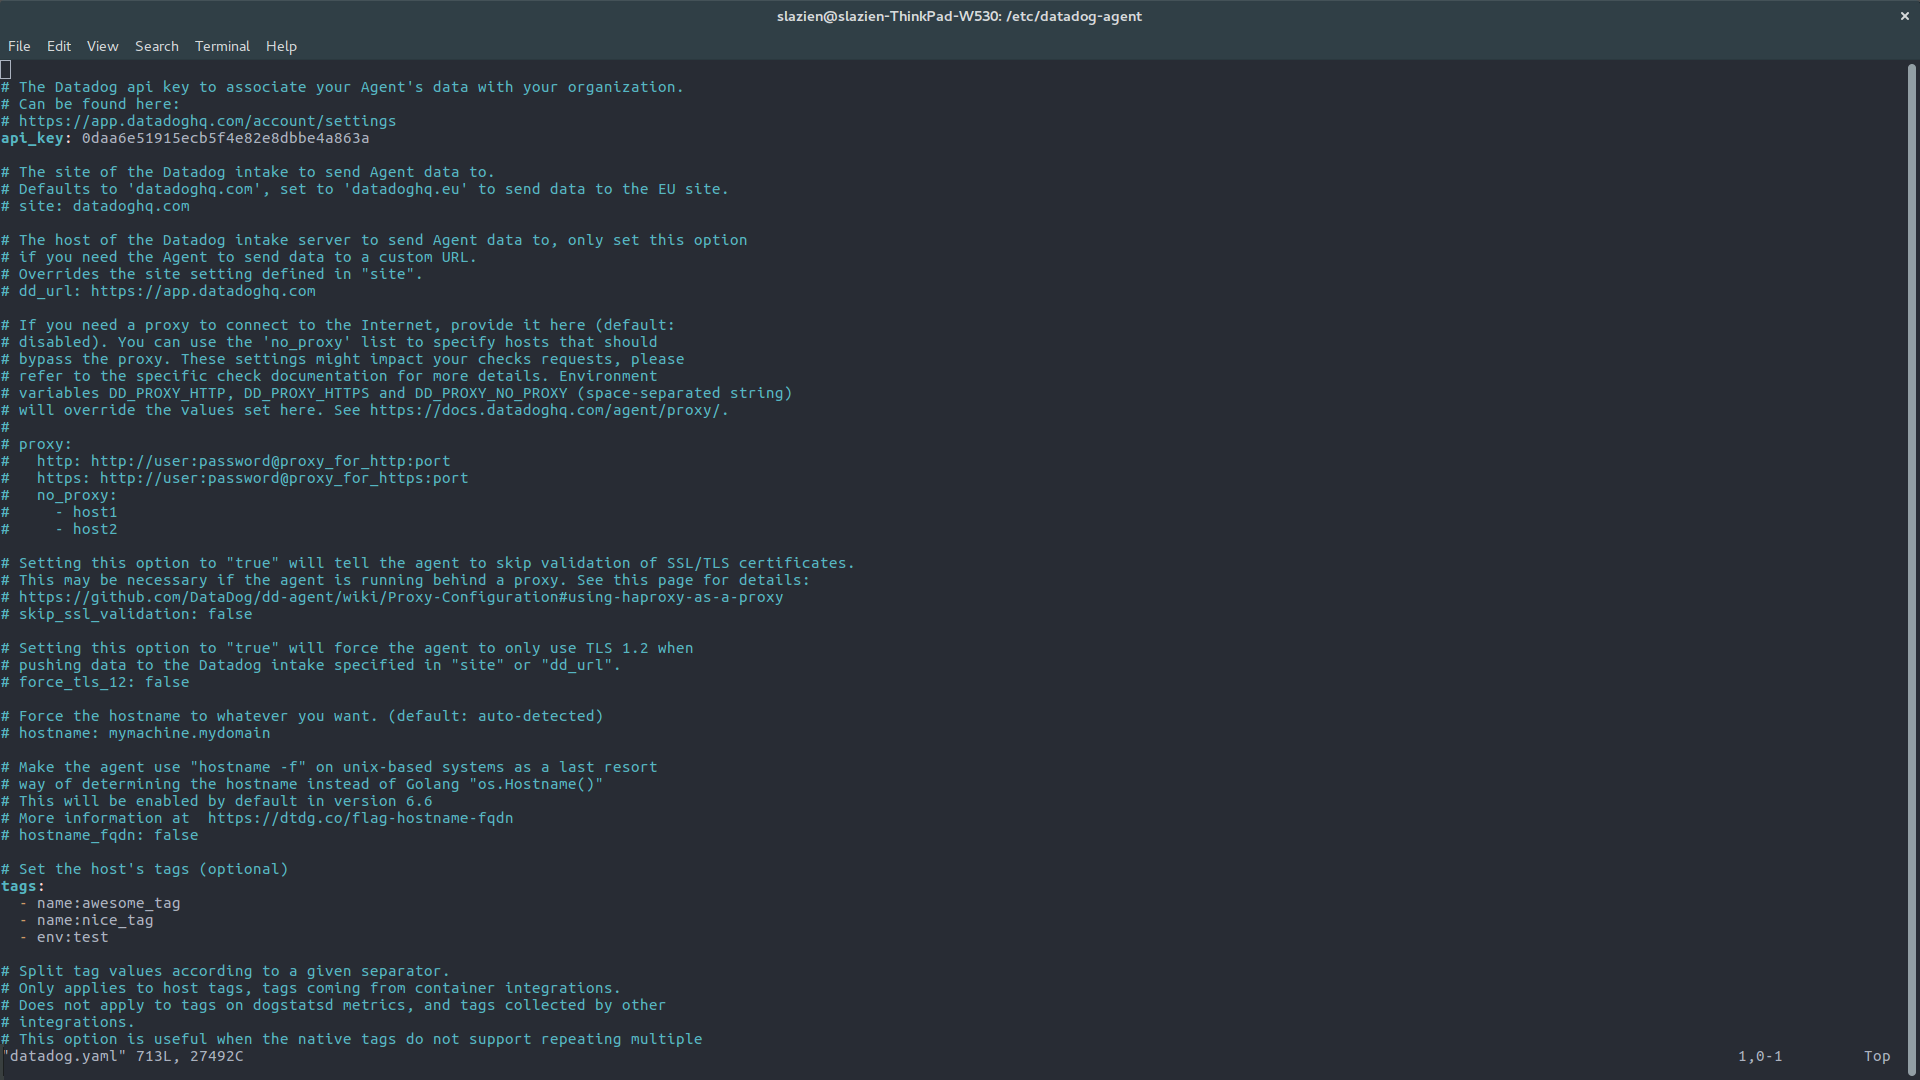 slazien@slazien-ThinkPad-W530: /etc/datadog-agent
×
File Edit View Search Terminal Help
# The Datadog api key to associate your Agent's data with your organization.
# Can be found here:
# https://app.datadoghq.com/account/settings
api_key: 0daa6e51915ecb5f4e82e8dbbe4a863a

# The site of the Datadog intake to send Agent data to.
# Defaults to 'datadoghq.com', set to 'datadoghq.eu' to send data to the EU site.
# site: datadoghq.com

# The host of the Datadog intake server to send Agent data to, only set this option
# if you need the Agent to send data to a custom URL.
# Overrides the site setting defined in "site".
# dd_url: https://app.datadoghq.com

# If you need a proxy to connect to the Internet, provide it here (default:
# disabled). You can use the 'no_proxy' list to specify hosts that should
# bypass the proxy. These settings might impact your checks requests, please
# refer to the specific check documentation for more details. Environment
# variables DD_PROXY_HTTP, DD_PROXY_HTTPS and DD_PROXY_NO_PROXY (space-separated string)
# will override the values set here. See https://docs.datadoghq.com/agent/proxy/.
#
# proxy:
#   http: http://user:password@proxy_for_http:port
#   https: http://user:password@proxy_for_https:port
#   no_proxy:
#     - host1
#     - host2

# Setting this option to "true" will tell the agent to skip validation of SSL/TLS certificates.
# This may be necessary if the agent is running behind a proxy. See this page for details:
# https://github.com/DataDog/dd-agent/wiki/Proxy-Configuration#using-haproxy-as-a-proxy
# skip_ssl_validation: false

# Setting this option to "true" will force the agent to only use TLS 1.2 when
# pushing data to the Datadog intake specified in "site" or "dd_url".
# force_tls_12: false

# Force the hostname to whatever you want. (default: auto-detected)
# hostname: mymachine.mydomain

# Make the agent use "hostname -f" on unix-based systems as a last resort
# way of determining the hostname instead of Golang "os.Hostname()"
# This will be enabled by default in version 6.6
# More information at  https://dtdg.co/flag-hostname-fqdn
# hostname_fqdn: false

# Set the host's tags (optional)
tags:
  - name:awesome_tag
  - name:nice_tag
  - env:test

# Split tag values according to a given separator.
# Only applies to host tags, tags coming from container integrations.
# Does not apply to tags on dogstatsd metrics, and tags collected by other
# integrations.
# This option is useful when the native tags do not support repeating multiple
"datadog.yaml" 713L, 27492C 1,0-1 Top